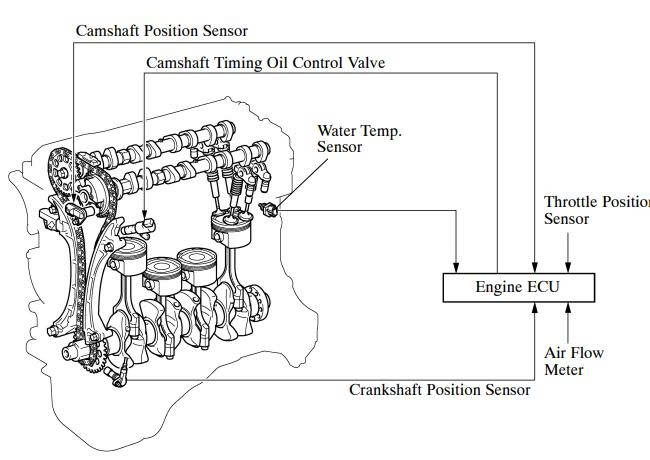 Camshaft Position Sensor
Camshaft Timing Oil Control Valve
Water Temp.
Sensor
Throttle Position
Sensor
Engine ECU
Air Flow
Meter
Crankshaft Position Sensor